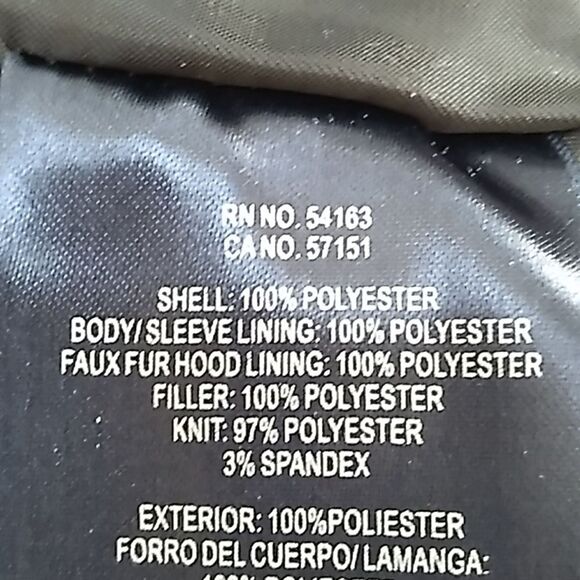 RN NO. 54163
CA NO. 57151
SHELL: 100% POLYESTER
BODY/SLEEVE LINING: 100% POLYESTER
FAUX FUR HOOD LINING: 100% POLYESTER
FILLER: 100% POLYESTER
KNIT: 97% POLYESTER
3% SPANDEX
EXTERIOR: 100%POLIESTER
FORRO DEL CUERPO/ LAMANGA: